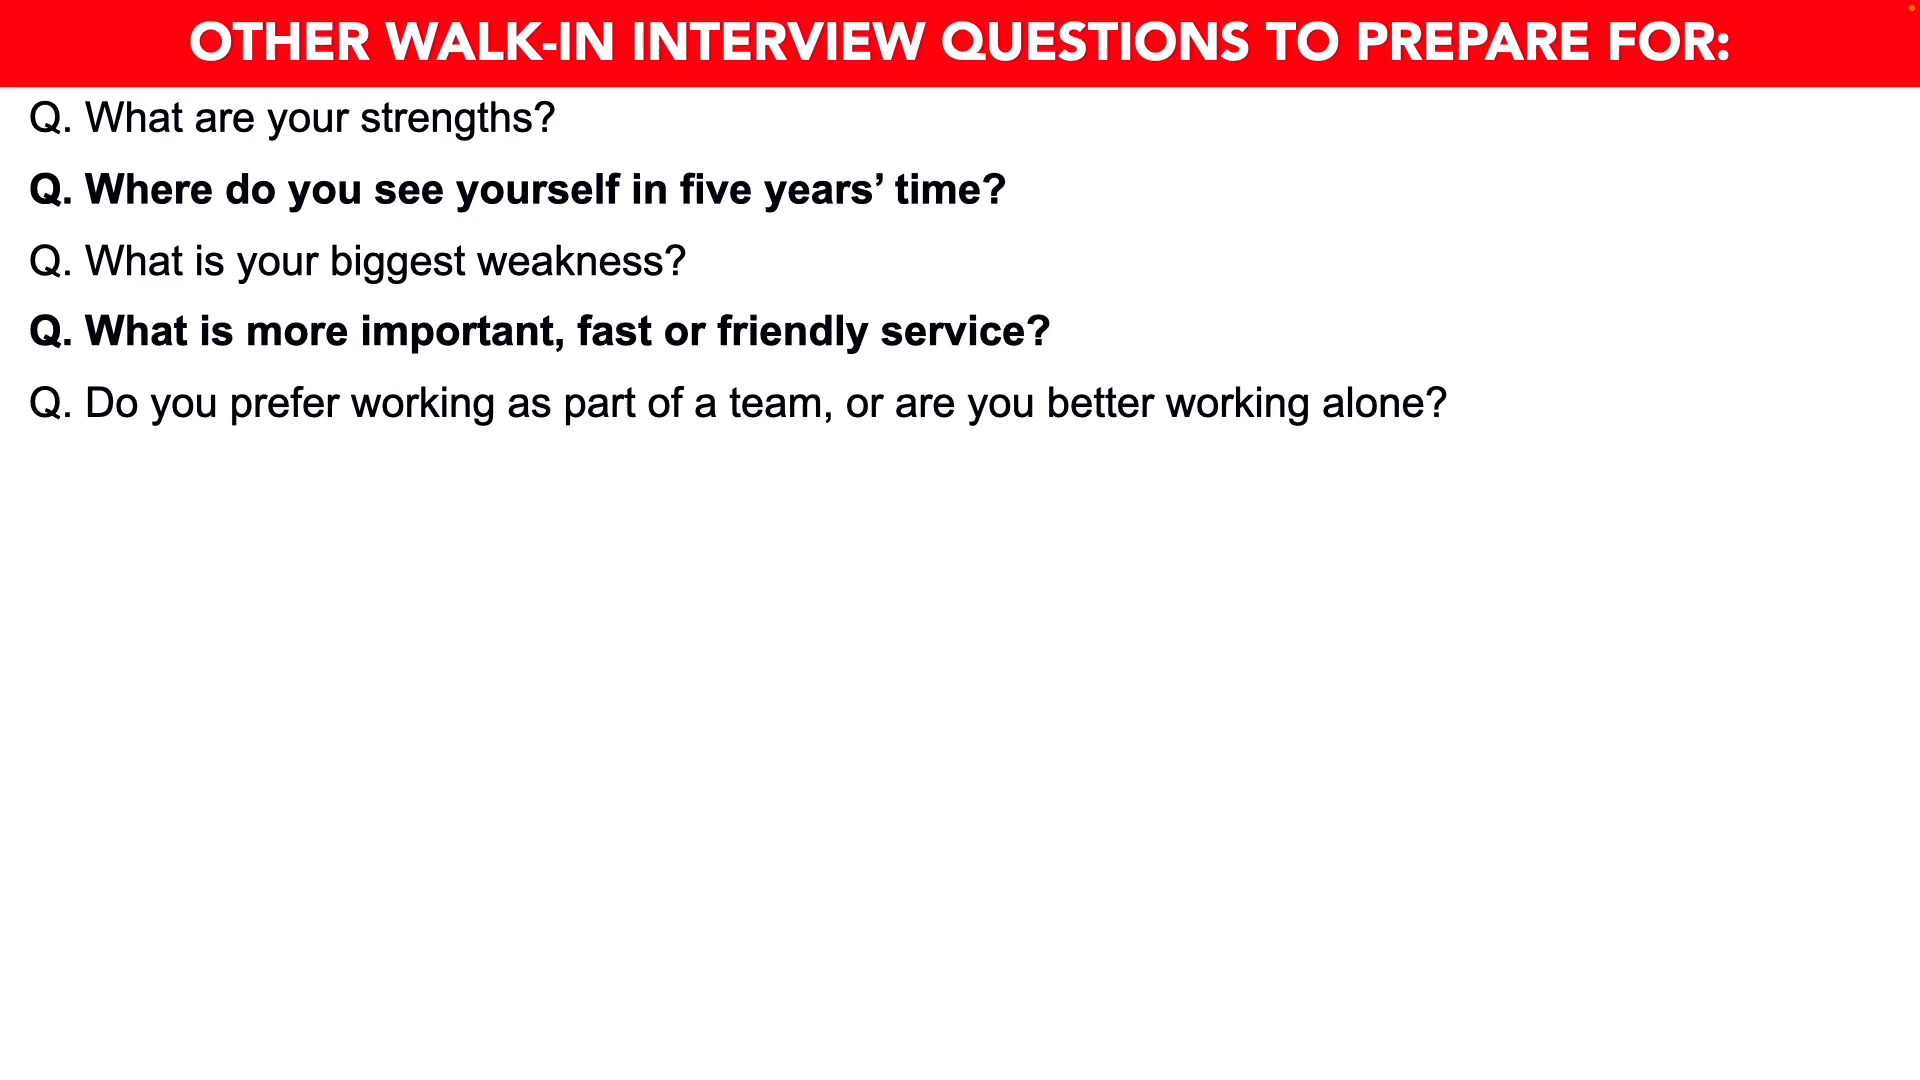 OTHER WALK-IN INTERVIEW QUESTIONS TO PREPARE FOR:
Q. What are your strengths?
Q. Where do you see yourself in five years’ time?
Q. What is your biggest weakness?
Q. What is more important, fast or friendly service?
Q. Do you prefer working as part of a team, or are you better working alone?